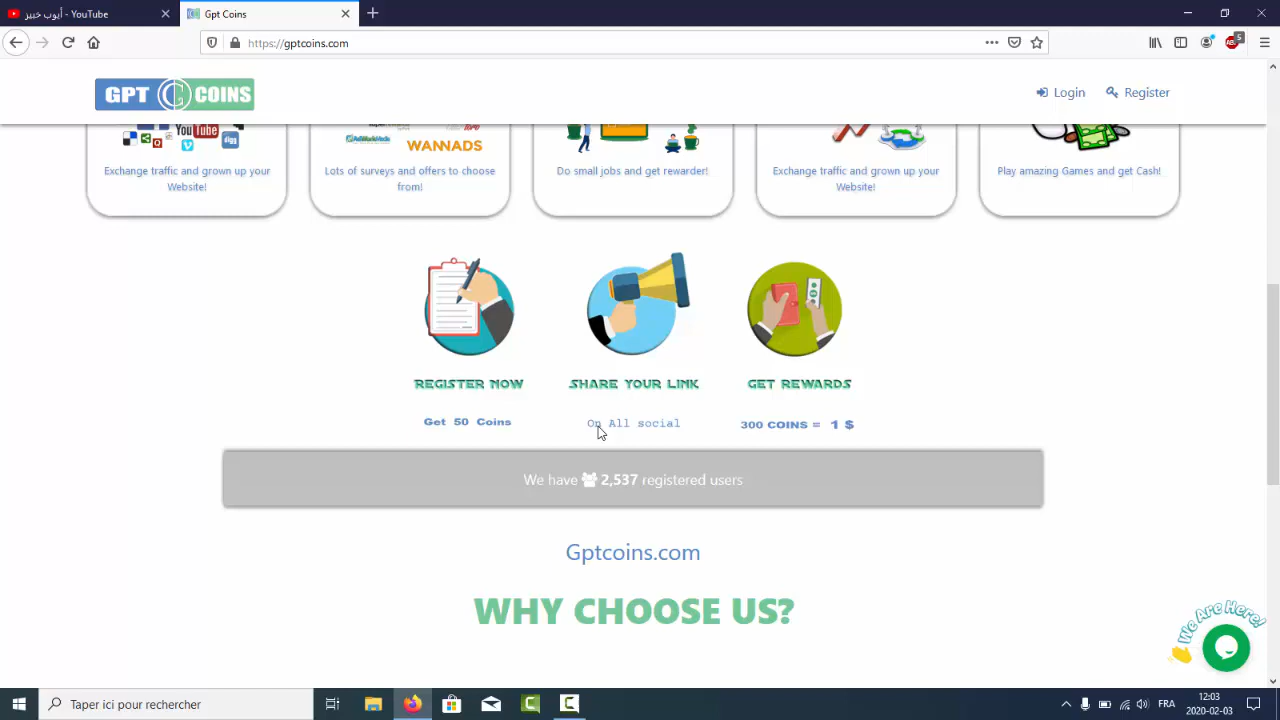 أيوب خبيز - YouTube
Gpt Coins
https://gptcoins.com
5
GPT COINS
Login
Register
YouTube
digg
WANNADS
Exchange traffic and grown up your
Website!
Lots of surveys and offers to choose
from!
Do small jobs and get rewarder!
Exchange traffic and grown up your
Website!
Play amazing Games and get Cash!
REGISTER NOW
SHARE YOUR LINK
GET REWARDS
Get 50 Coins
On All social
300 COINS = 1 $
We have 2,537 registered users
Gptcoins.com
WHY CHOOSE US?
We Are Here!
Taper ici pour rechercher
FRA
12:03
2020-02-03